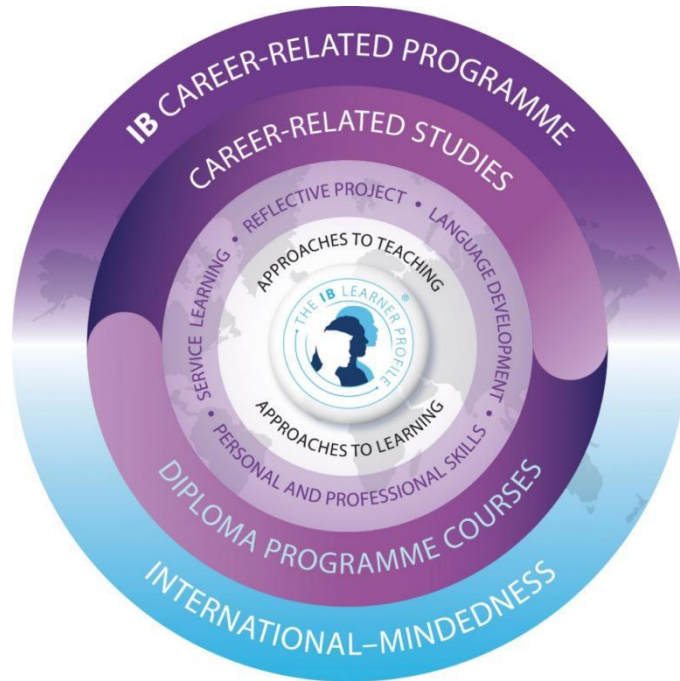 IB CAREER-RELATED PROGRAMME
CAREER-RELATED STUDIES
SERVICE LEARNING • REFLECTIVE PROJECT • LANGUAGE DEVELOPMENT • PERSONAL AND PROFESSIONAL SKILLS •
APPROACHES TO TEACHING
THE IB LEARNER PROFILE ®
APPROACHES TO LEARNING
DIPLOMA PROGRAMME COURSES
INTERNATIONAL–MINDEDNESS